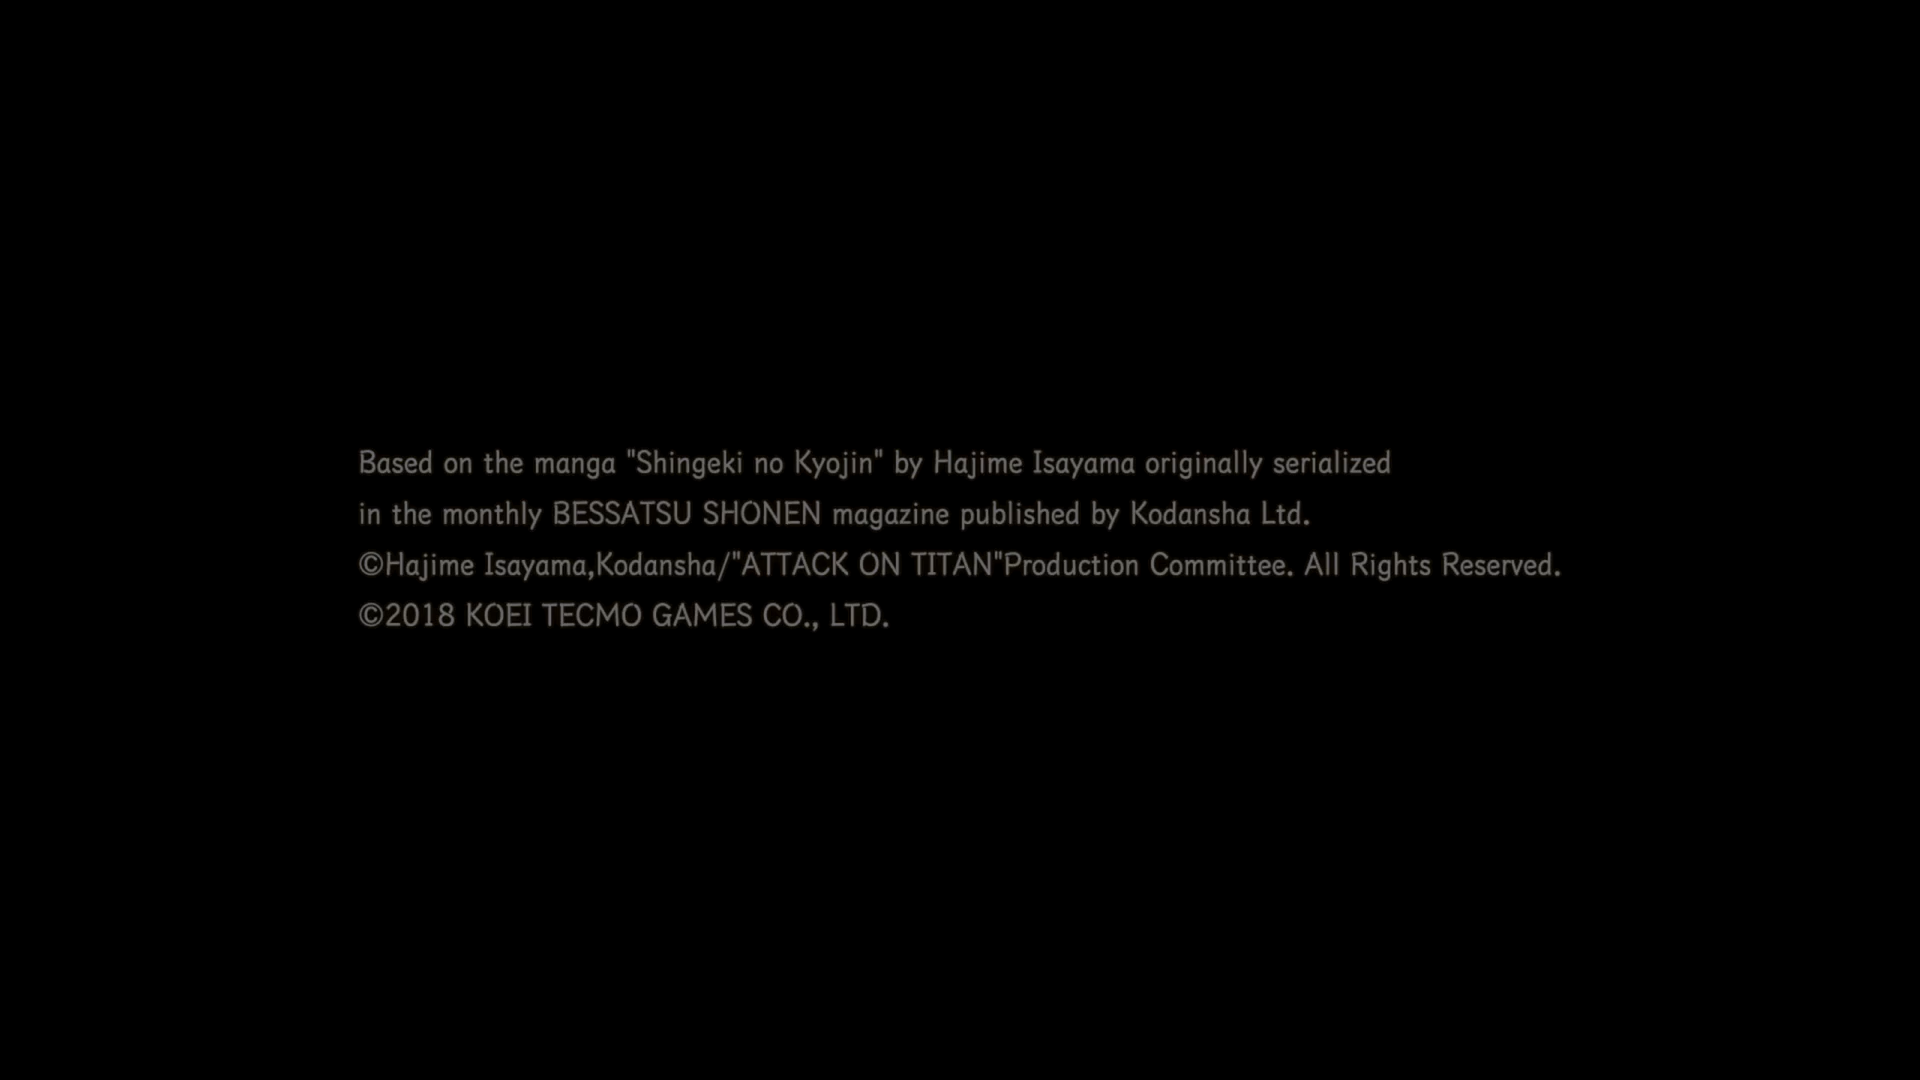 Based on the manga "Shingeki no Kyojin" by Hajime Isayama originally serialized
in the monthly BESSATSU SHONEN magazine published by Kodansha Ltd.
©Hajime Isayama,Kodansha/"ATTACK ON TITAN"Production Committee. All Rights Reserved.
©2018 KOEI TECMO GAMES CO., LTD.